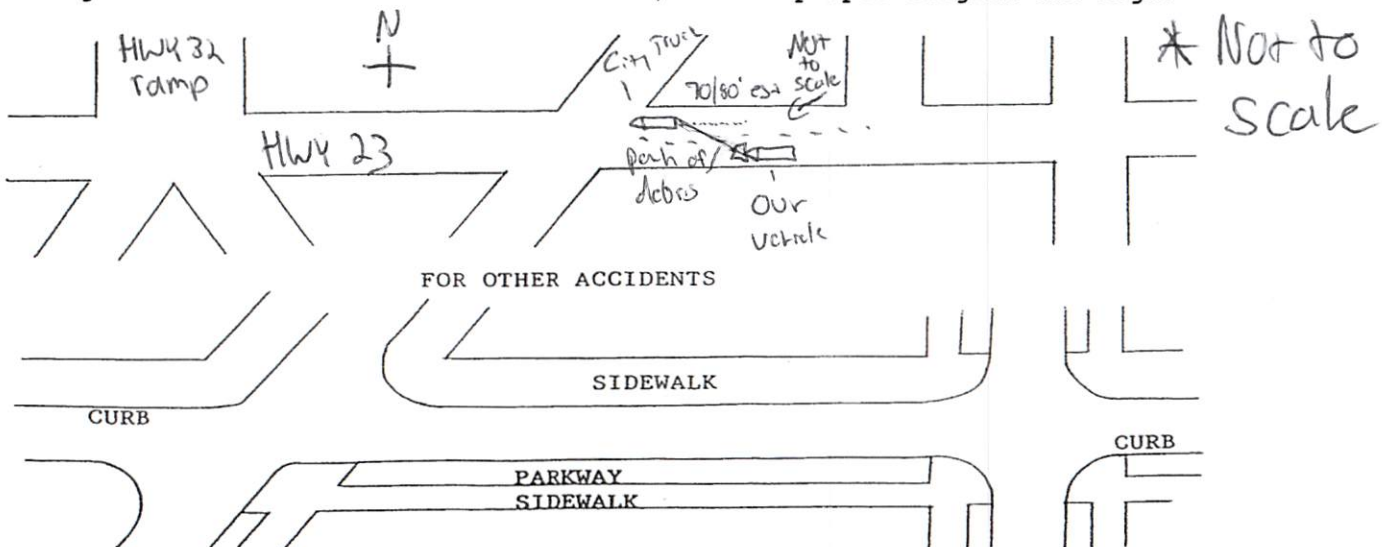 N
HWY 32
ramp
City Truck
Not
to
scale
70/80' est
* Not to
scale
HWY 23
path of
debris
Our
vehicle
FOR OTHER ACCIDENTS
SIDEWALK
CURB
CURB
PARKWAY
SIDEWALK